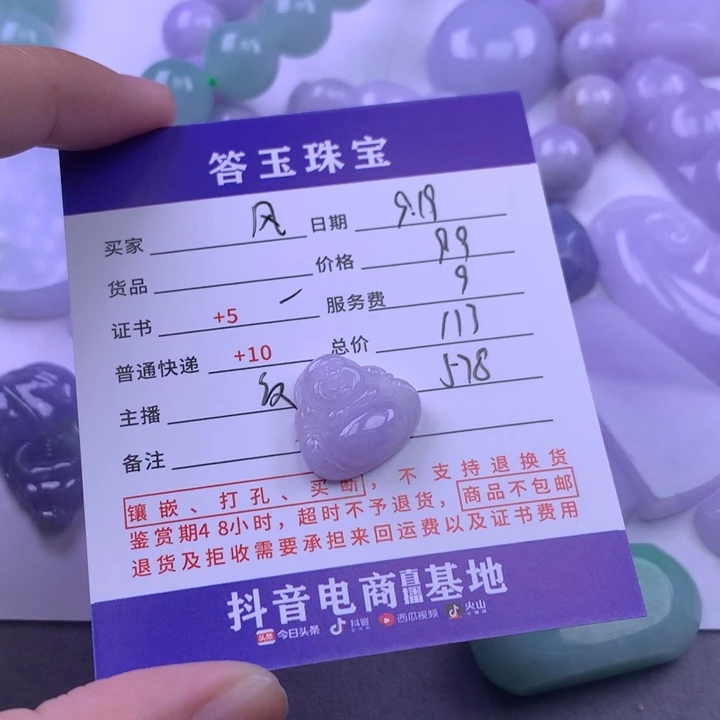 答玉珠宝
买家 风 日期 9.19
货品 价格 99
证书 +5 服务费 9
普通快递 +10 总价 113
主播 578
备注
镶嵌、打孔、买断,不支持退换货
鉴赏期48小时,超时不予退货,商品不包邮
退货及拒收需要承担来回运费以及证书费用
抖音电商直播基地
头条 今日头条 抖音 西瓜视频 火山